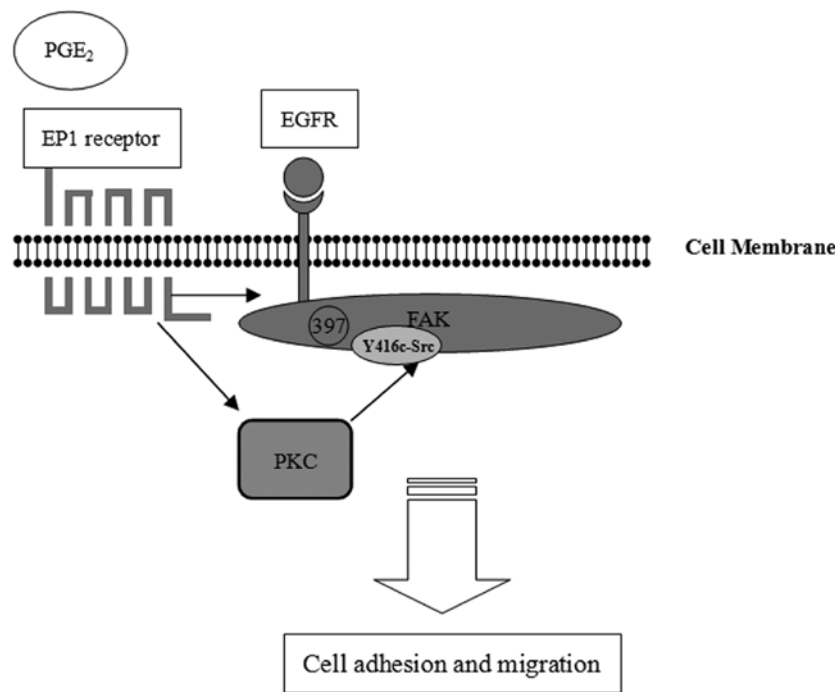 PGE₂
EP1 receptor
EGFR
Cell Membrane
397
FAK
Y416c-Src
PKC
Cell adhesion and migration